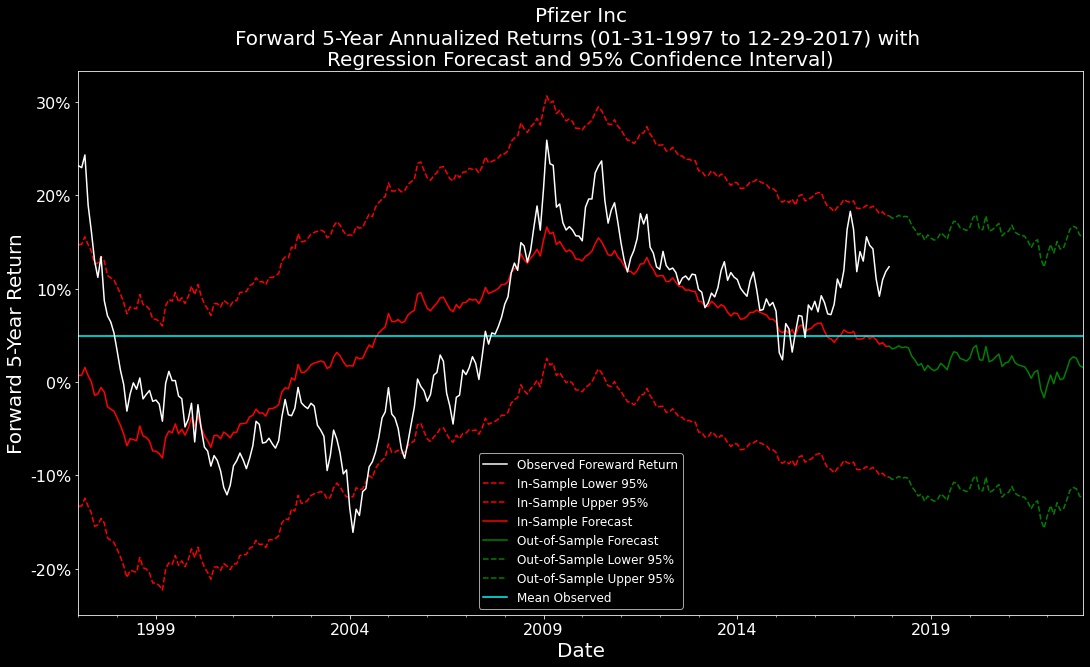 Pfizer Inc
Forward 5-Year Annualized Returns (01-31-1997 to 12-29-2017) with
Regression Forecast and 95% Confidence Interval)
30%
20%
10%
0%
-10%
-20%
Forward 5-Year Return
Observed Foreward Return
In-Sample Lower 95%
In-Sample Upper 95%
In-Sample Forecast
Out-of-Sample Forecast
Out-of-Sample Lower 95%
Out-of-Sample Upper 95%
Mean Observed
1999
2004
2009
2014
2019
Date